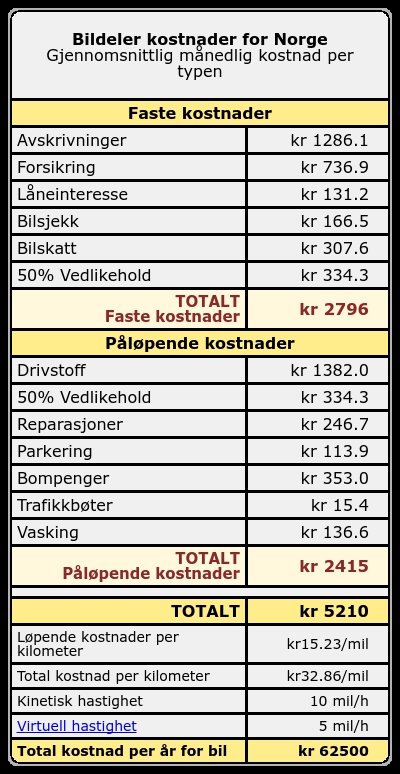 Bildeler kostnader for Norge
Gjennomsnittlig månedlig kostnad per
typen
Faste kostnader
Avskrivninger kr 1286.1
Forsikring kr 736.9
Låneinteresse kr 131.2
Bilsjekk kr 166.5
Bilskatt kr 307.6
50% Vedlikehold kr 334.3
TOTALT
Faste kostnader kr 2796
Påløpende kostnader
Drivstoff kr 1382.0
50% Vedlikehold kr 334.3
Reparasjoner kr 246.7
Parkering kr 113.9
Bompenger kr 353.0
Trafikkbøter kr 15.4
Vasking kr 136.6
TOTALT
Påløpende kostnader kr 2415
TOTALT kr 5210
Løpende kostnader per
kilometer kr15.23/mil
Total kostnad per kilometer kr32.86/mil
Kinetisk hastighet 10 mil/h
Virtuell hastighet 5 mil/h
Total kostnad per år for bil kr 62500